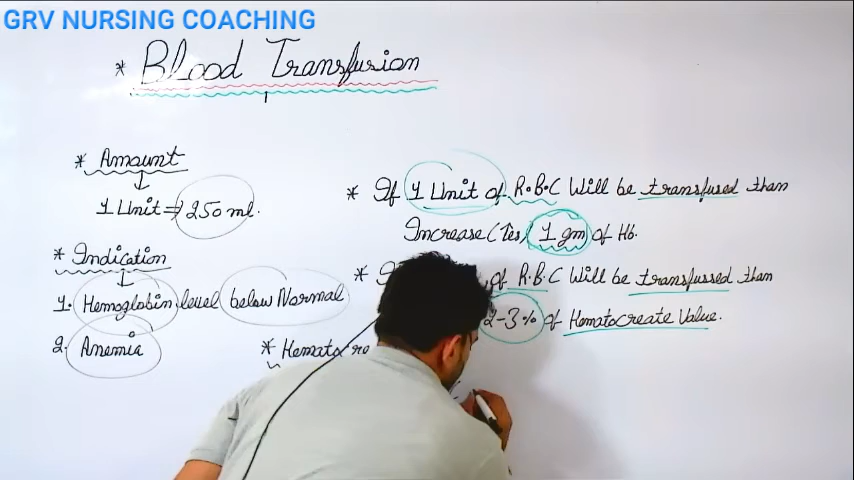 GRV NURSING COACHING
* Blood Transfusion
* Amount
1 Unit ⇒ 250 ml.
* Indication
1. Hemoglobin level below Normal
2. Anemia
* If 1 Unit of R.B.C Will be transfused than
Increase (Tes) 1 gm of Hb.
* of R.B.C Will be transfussed than
2-3% of Hematocreate Value.
* Hematocre